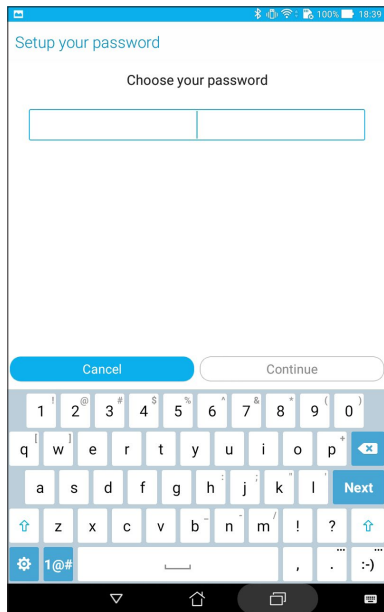 100% 18:39
Setup your password
Choose your password
Cancel Continue
1 ! 2 @ 3 # 4 $ 5 % 6 ^ 7 & 8 * 9 ( 0 )
q [ w ] e r t y u i o p +
a s d f g h : j ; k " l ' Next
z x c v b _ n - m / ! ?
1@# , . ... :-) ...